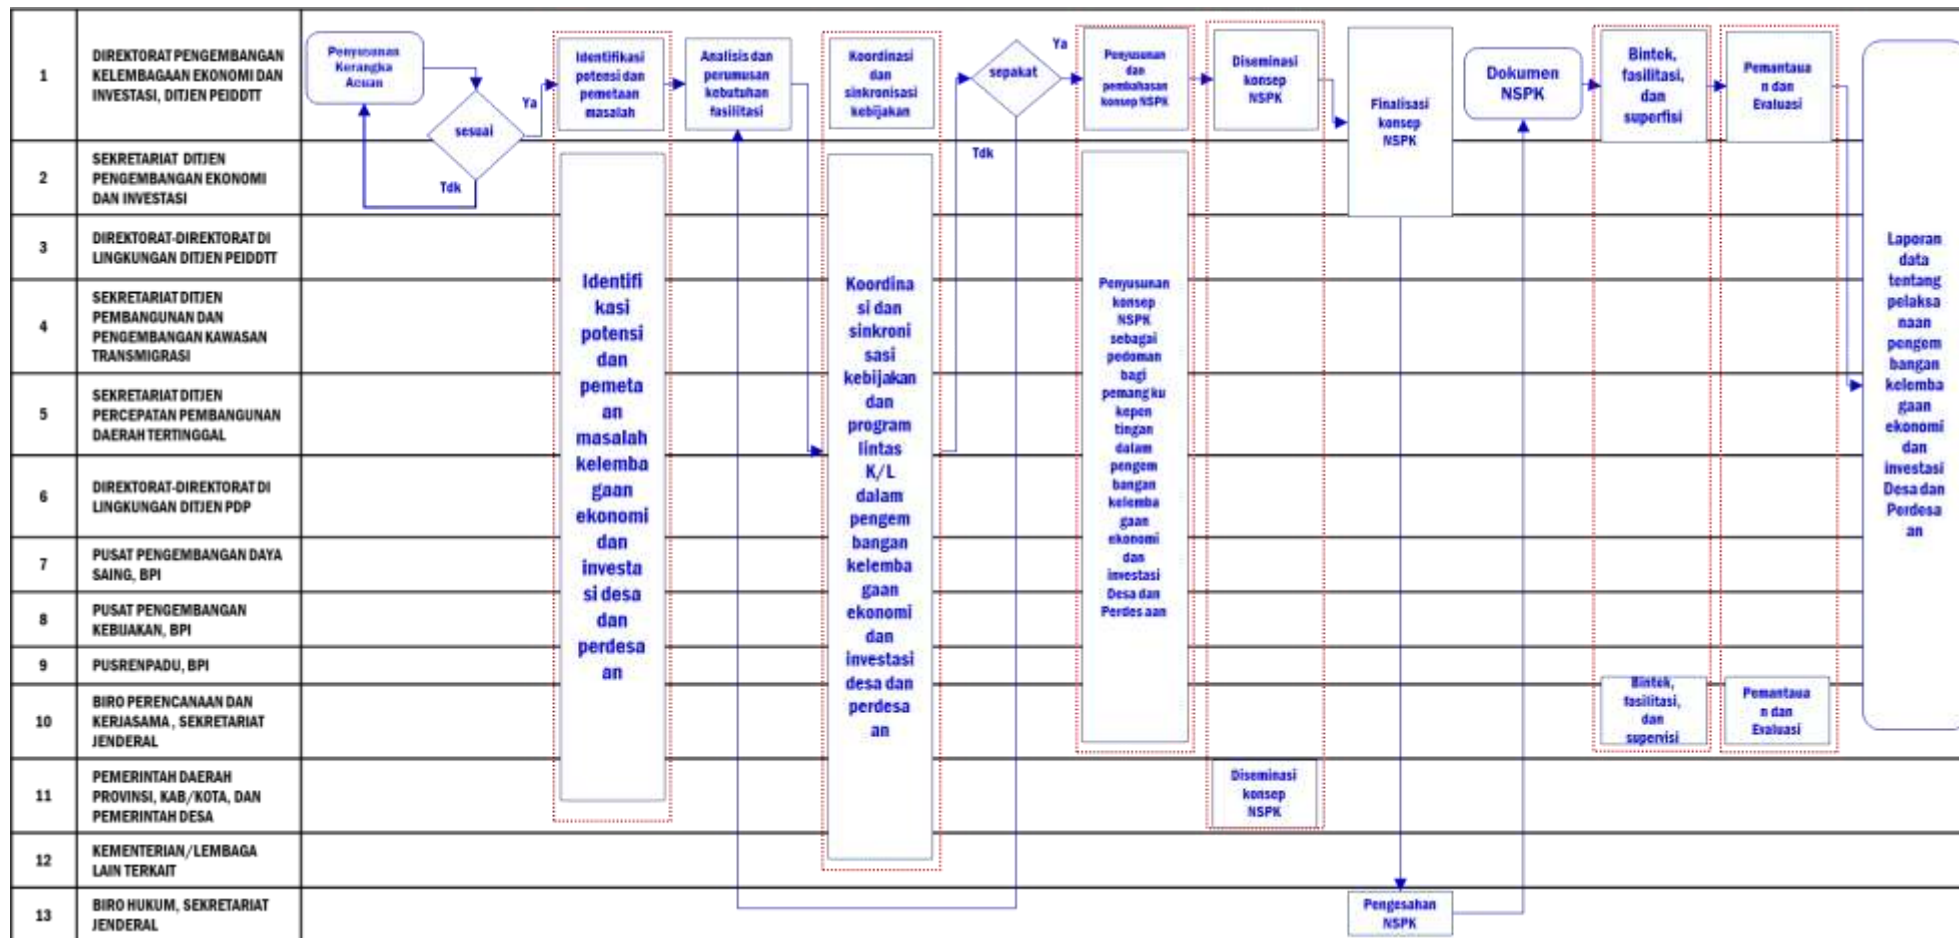 1
DIREKTORAT PENGEMBANGAN
KELEMBAGAAN EKONOMI DAN
INVESTASI, DITJEN PEIDDTT
2
SEKRETARIAT DITJEN
PENGEMBANGAN EKONOMI
DAN INVESTASI
3
DIREKTORAT-DIREKTORAT DI
LINGKUNGAN DITJEN PEIDDTT
4
SEKRETARIAT DITJEN
PEMBANGUNAN DAN
PENGEMBANGAN KAWASAN
TRANSMIGRASI
5
SEKRETARIAT DITJEN
PERCEPATAN PEMBANGUNAN
DAERAH TERTINGGAL
6
DIREKTORAT-DIREKTORAT DI
LINGKUNGAN DITJEN PDP
7
PUSAT PENGEMBANGAN DAYA
SAING, BPI
8
PUSAT PENGEMBANGAN
KEBIJAKAN, BPI
9
PUSRENPADU, BPI
10
BIRO PERENCANAAN DAN
KERJASAMA, SEKRETARIAT
JENDERAL
11
PEMERINTAH DAERAH
PROVINSI, KAB/KOTA, DAN
PEMERINTAH DESA
12
KEMENTERIAN/LEMBAGA
LAIN TERKAIT
13
BIRO HUKUM, SEKRETARIAT
JENDERAL
Penyusunan
Kerangka
Acuan
sesuai
Ya
Tdk
Identifikasi
potensi dan
pemetaan
masalah
Identifi
kasi
potensi
dan
pemeta
an
masalah
kelemba
gaan
ekonomi
dan
investa
si desa
dan
perdesa
an
Analisis dan
perumusan
kebutuhan
fasilitasi
Koordinasi
dan
sinkronisasi
kebijakan
Koordina
si dan
sinkroni
sasi
kebijakan
dan
program
lintas
K/L
dalam
pengem
bangan
kelemba
gaan
ekonomi
dan
investasi
desa dan
perdesa
an
sepakat
Ya
Tdk
Penyusunan
dan
pembahasan
konsep NSPK
Penyusunan
konsep
NSPK
sebagai
pedoman
bagi
pemangku
kepen
tingan
dalam
pengem
bangan
kelemba
gaan
ekonomi
dan
investasi
Desa dan
Perdes aan
Diseminasi
konsep
NSPK
Diseminasi
konsep
NSPK
Finalisasi
konsep
NSPK
Pengesahan
NSPK
Dokumen
NSPK
Bintek,
fasilitasi,
dan
superfisi
Bintek,
fasilitasi,
dan
supervisi
Pemantaua
n dan
Evaluasi
Pemantaua
n dan
Evaluasi
Laporan
data
tentang
pelaksa
naan
pengem
bangan
kelemba
gaan
ekonomi
dan
investasi
Desa dan
Perdesa
an